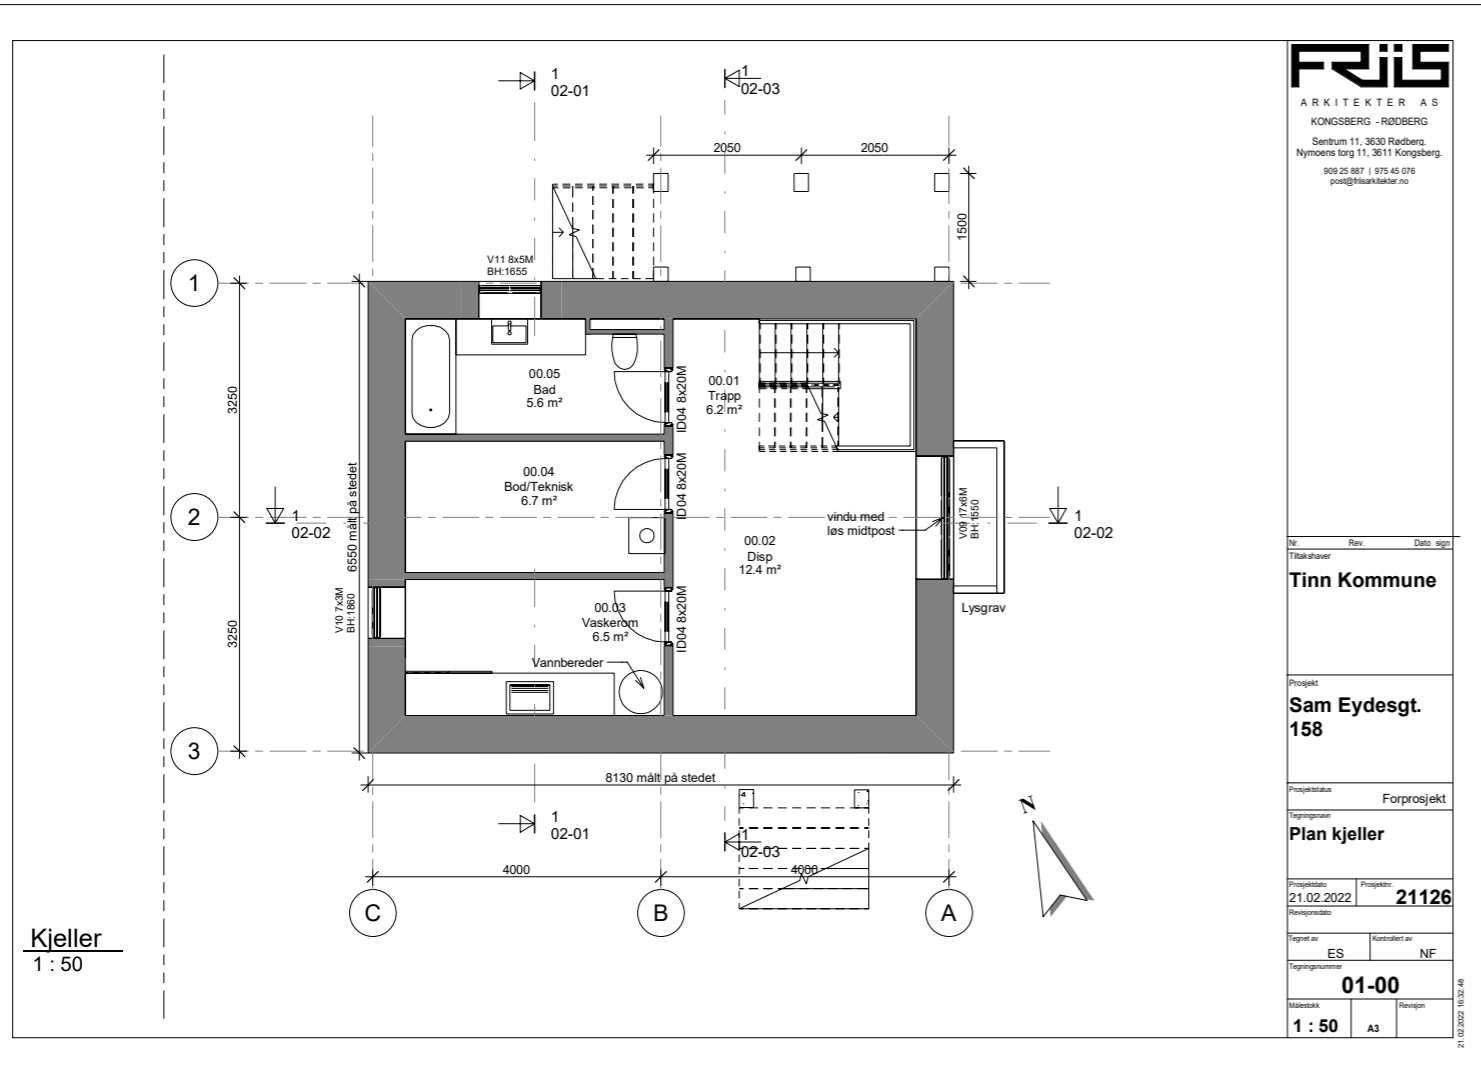 1
02-01
1
02-03
2050
2050
1500
V11 8x5M
BH:1655
1
3250
00.05
Bad
5.6 m²
ID04 8x20M
00.01
Trapp
6.2 m²
6550 målt på stedet
00.04
Bod/Teknisk
6.7 m²
ID04 8x20M
2
1
02-02
vindu med
løs midtpost
V09 17x6M
BH:1550
1
02-02
00.02
Disp
12.4 m²
V10 7x3M
BH:1860
3250
00.03
Vaskerom
6.5 m²
ID04 8x20M
Lysgrav
Vannbereder
3
8130 målt på stedet
1
02-01
1
02-03
4
N
4000
4000
C
B
A
Kjeller
1 : 50
FRIIS
ARKITEKTER AS
KONGSBERG - RØDBERG
Sentrum 11, 3630 Rødberg.
Nymoens torg 11, 3611 Kongsberg.
909 25 887 | 975 45 076
post@friisarkitekter.no
Nr. Rev. Dato sign
Tiltakshaver
Tinn Kommune
Prosjekt
Sam Eydesgt.
158
Prosjektstatus
Forprosjekt
Tegningsnavn
Plan kjeller
Prosjektdato Prosjektnr.
21.02.2022 21126
Revisjonsdato
Tegnet av Kontrollert av
ES NF
Tegningsnummer
01-00
Målestokk Revisjon
1 : 50 A3
21.02.2022 16:32:48